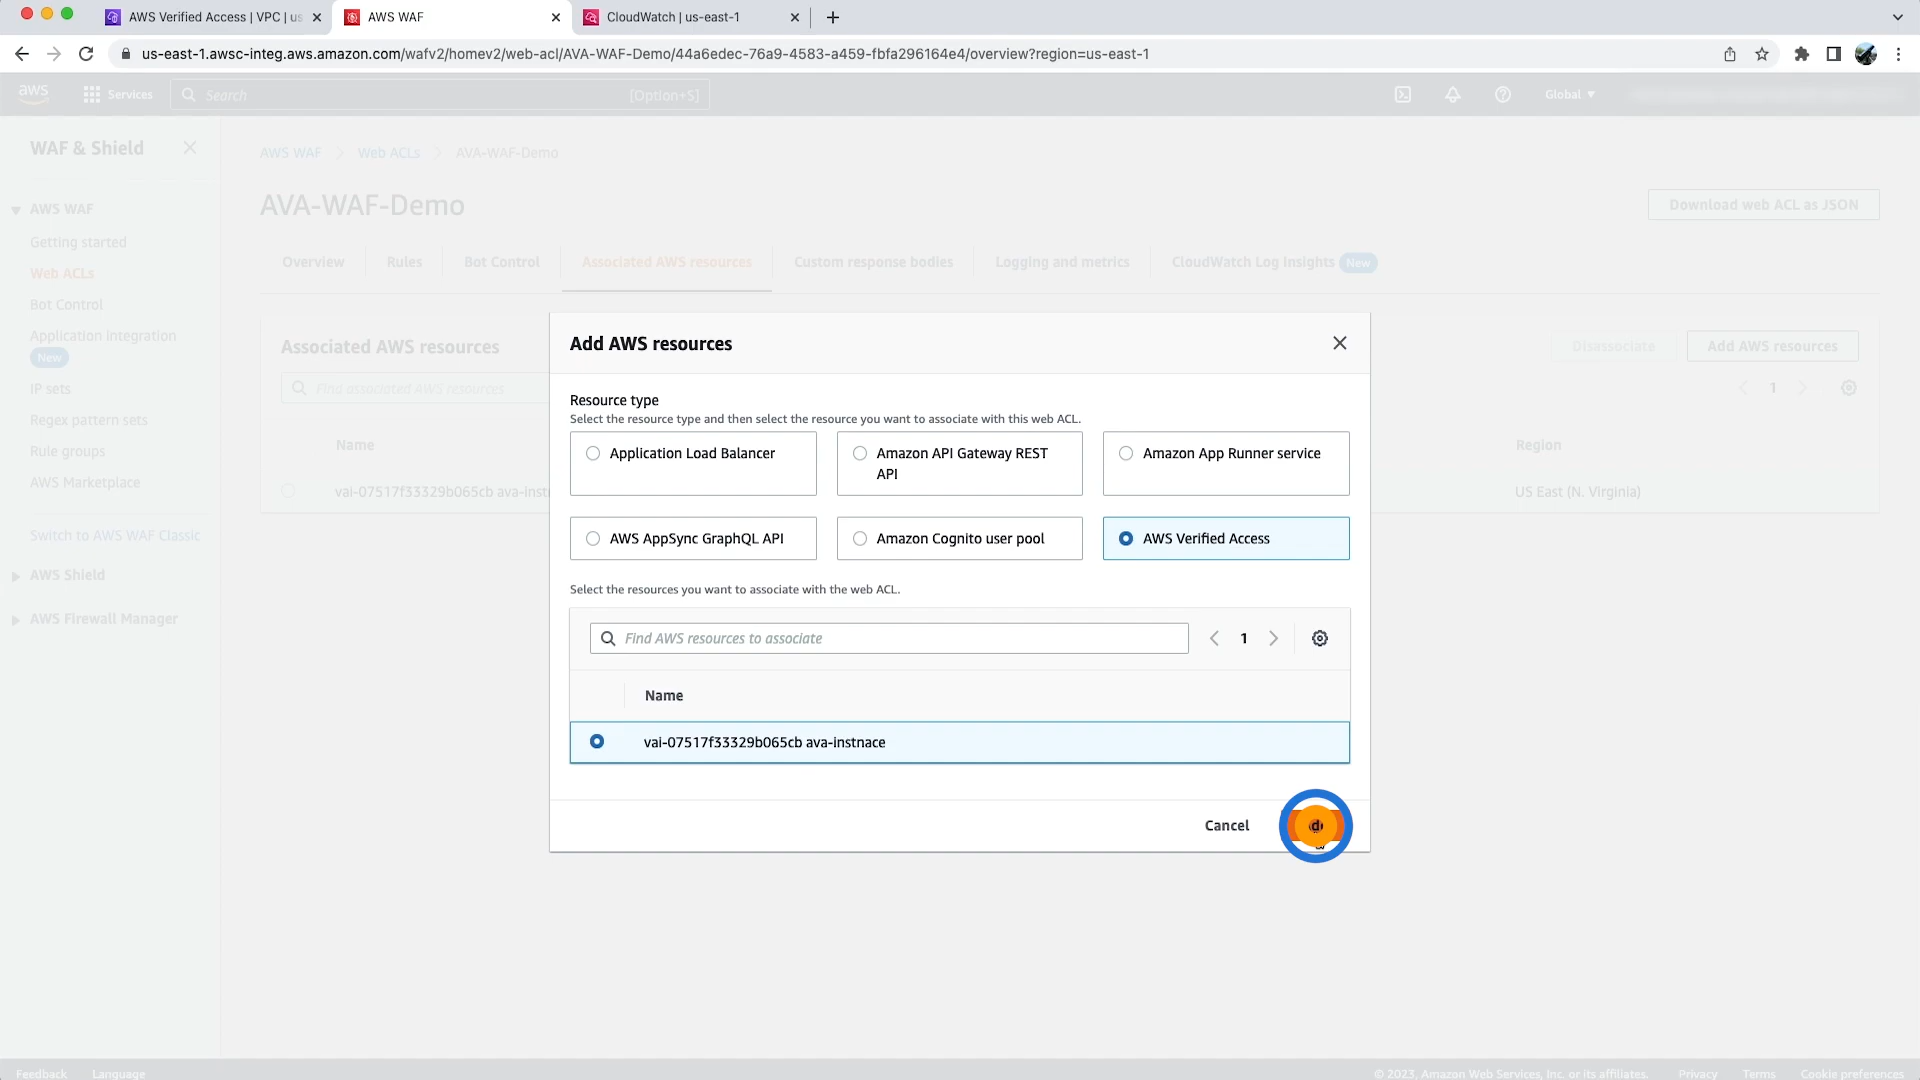 AWS Verified Access | VPC | us
AWS WAF
CloudWatch | us-east-1
us-east-1.awsc-integ.aws.amazon.com/wafv2/homev2/web-acl/AVA-WAF-Demo/44a6edec-76a9-4583-a459-fbfa296164e4/overview?region=us-east-1
aws
Services
Search
[Option+S]
Global
WAF & Shield
AWS WAF
Getting started
Web ACLs
Bot Control
Application Integration
New
IP sets
Regex pattern sets
Rule groups
AWS Marketplace
Switch to AWS WAF Classic
AWS Shield
AWS Firewall Manager
AWS WAF
Web ACLs
AVA-WAF-Demo
AVA-WAF-Demo
Download web ACL as JSON
Overview
Rules
Bot Control
Associated AWS resources
Custom response bodies
Logging and metrics
CloudWatch Log Insights
New
Associated AWS resources
Disassociate
Add AWS resources
Find associated AWS resources
1
Name
Region
vai-07517f33329b065cb
US East (N. Virginia)
Add AWS resources
Resource type
Select the resource type and then select the resource you want to associate with this web ACL.
Application Load Balancer
Amazon API Gateway REST
API
Amazon App Runner service
AWS AppSync GraphQL API
Amazon Cognito user pool
AWS Verified Access
Select the resources you want to associate with the web ACL.
Find AWS resources to associate
1
Name
vai-07517f33329b065cb ava-instnace
Cancel
Feedback
Language
© 2023, Amazon Web Services, Inc. or its affiliates.
Privacy
Terms
Cookie preferences